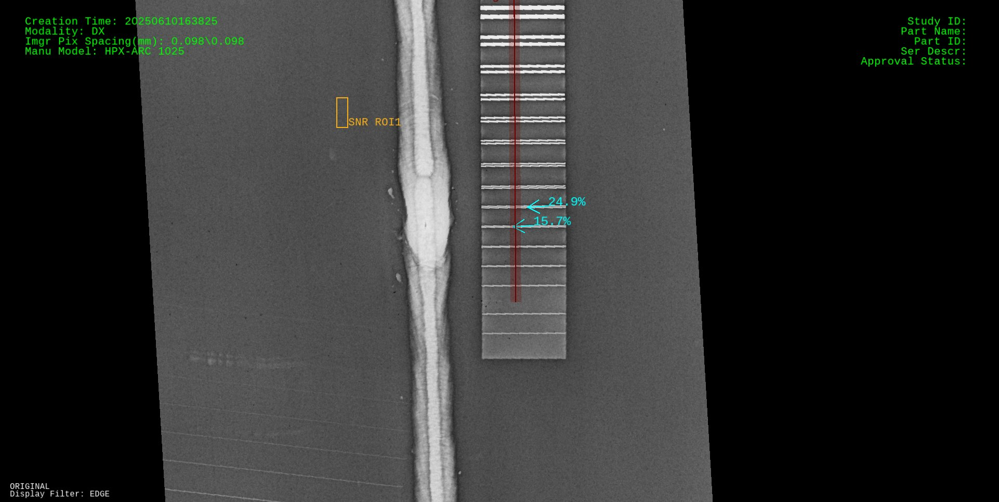 Creation Time: 20250610163825
Modality: DX
Imgr Pix Spacing(mm): 0.098\0.098
Manu Model: HPX-ARC 1025
Study ID:
Part Name:
Part ID:
Ser Descr:
Approval Status:
SNR ROI1
24.9%
15.7%
ORIGINAL
Display Filter: EDGE